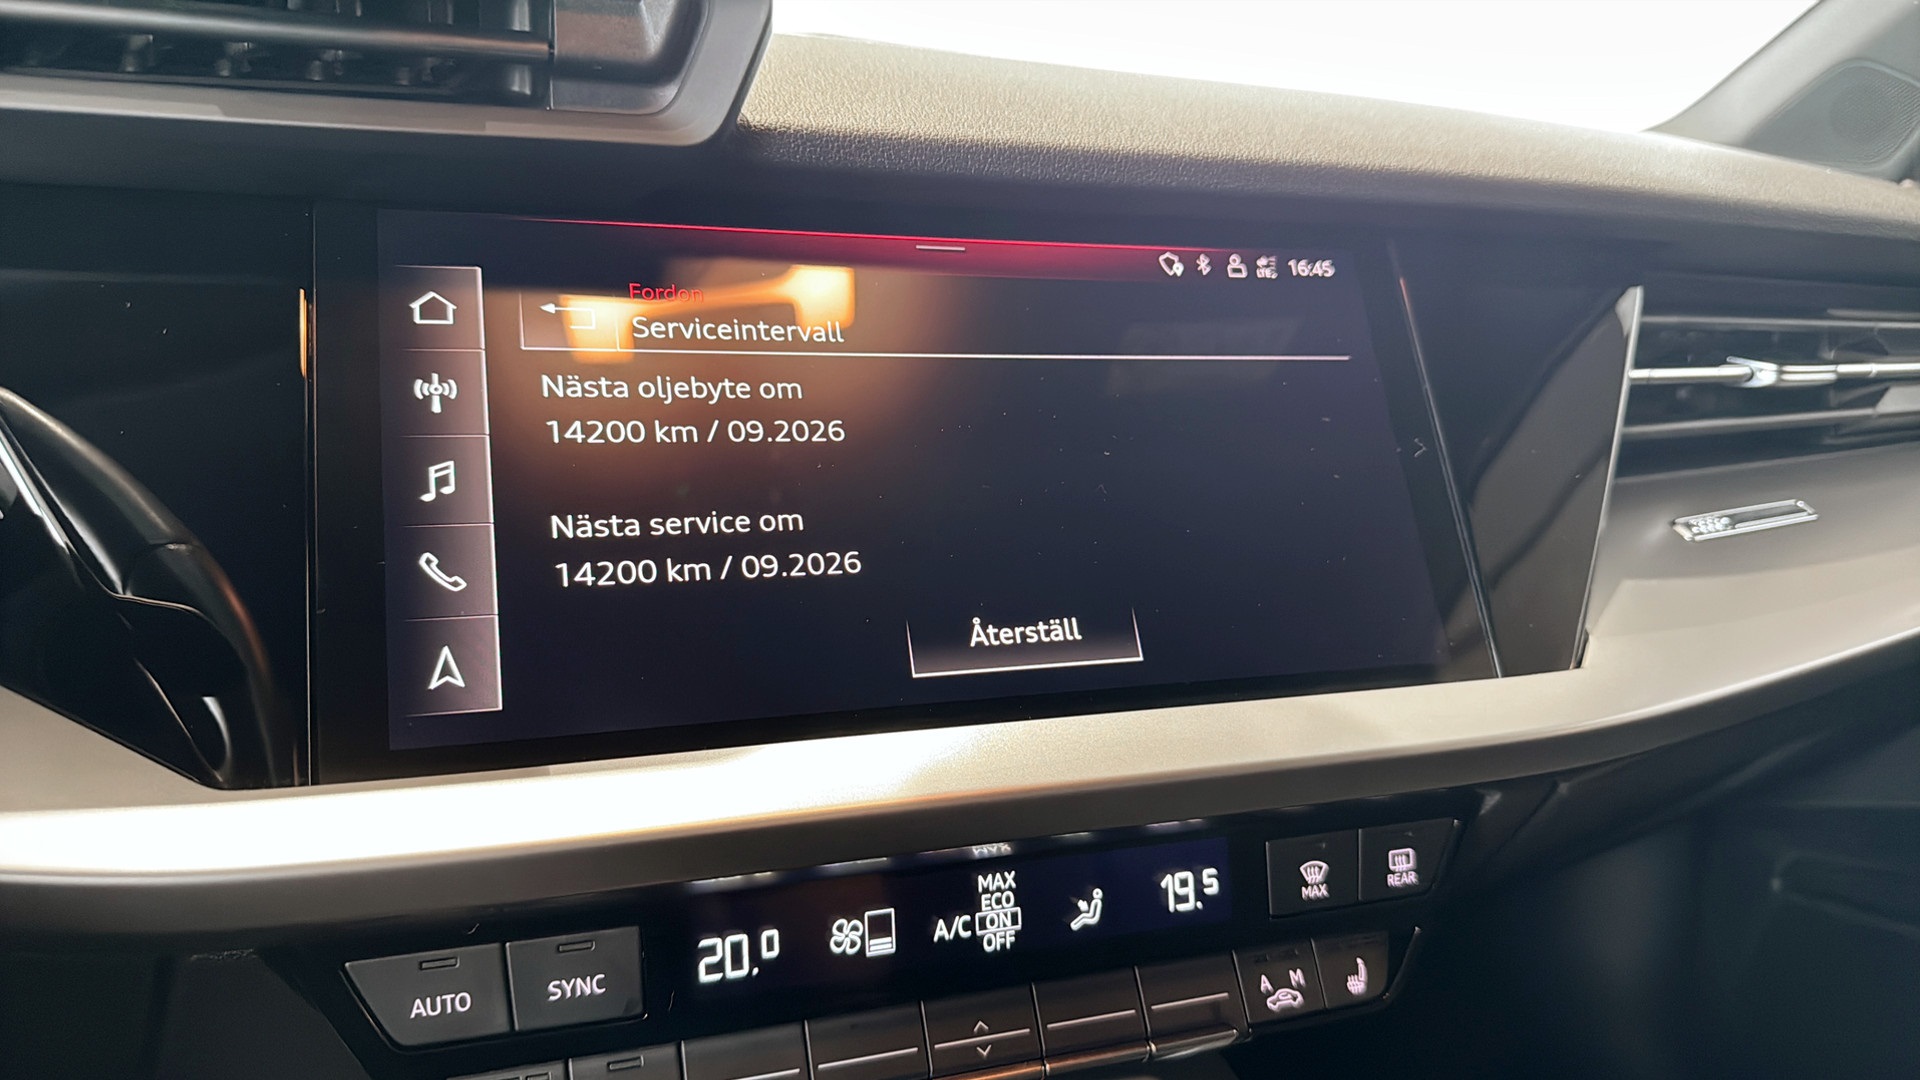 16:45
Fordon
Serviceintervall
Nästa oljebyte om
14200 km / 09.2026
Nästa service om
14200 km / 09.2026
Återställ
MAX
ECO
A/C ON
OFF
20.0
19.5
MAX
REAR
AUTO
SYNC
A M